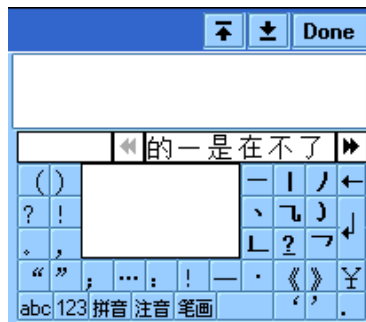 Done
的一是在不了
( ) 一 丨 丿 ←
? ! 丶 ㇈ ㇁ ↲
。 , ㇗ ? ㇇
“ ” ; … : ! — · 《 》 ¥
abc 123 拼音 注音 笔画 ‘ ’ .